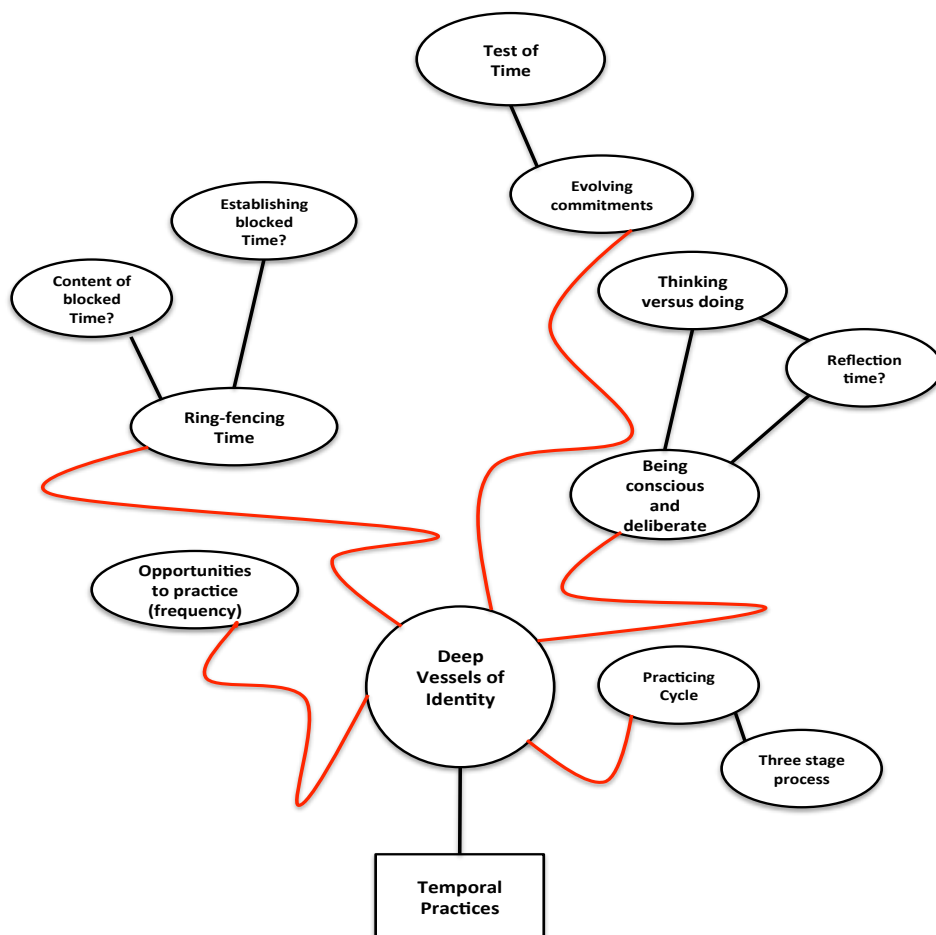 Test of
Time
Evolving
commitments
Establishing
blocked
Time?
Content of
blocked
Time?
Thinking
versus doing
Reflection
time?
Ring-fencing
Time
Being
conscious
and
deliberate
Opportunities
to practice
(frequency)
Deep
Vessels of
Identity
Practicing
Cycle
Three stage
process
Temporal
Practices